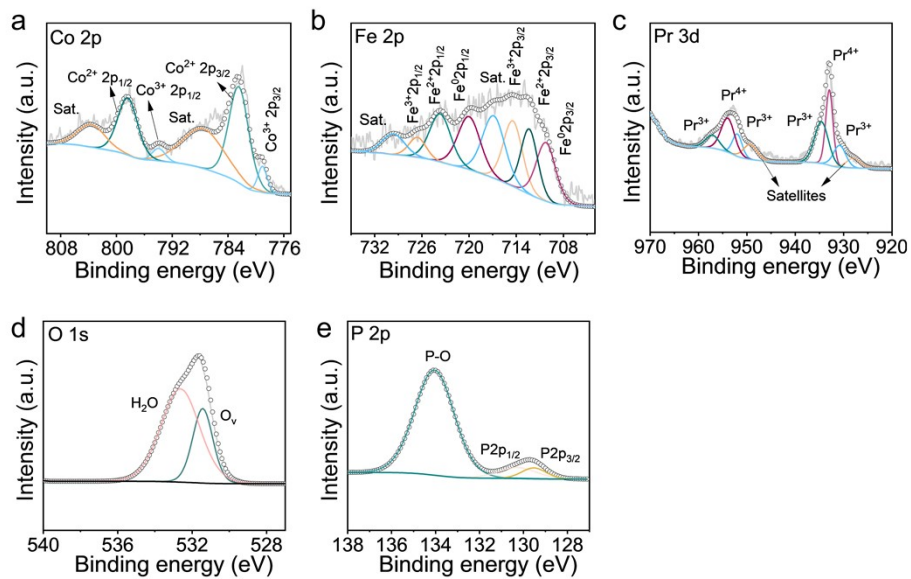 a
Co 2p
Sat.
Co²⁺ 2p₁/₂
Co³⁺ 2p₁/₂
Sat.
Co²⁺ 2p₃/₂
Co³⁺ 2p₃/₂
Intensity (a.u.)
808 800 792 784 776
Binding energy (eV)
b
Fe 2p
Sat.
Fe³⁺2p₁/₂
Fe²⁺2p₁/₂
Fe⁰2p₁/₂
Sat.
Fe³⁺2p₃/₂
Fe²⁺2p₃/₂
Fe⁰2p₃/₂
Intensity (a.u.)
732 726 720 714 708
Binding energy (eV)
c
Pr 3d
Pr³⁺
Pr⁴⁺
Pr³⁺
Pr³⁺
Pr⁴⁺
Pr³⁺
Satellites
Intensity (a.u.)
970 960 950 940 930 920
Binding energy (eV)
d
O 1s
H₂O
Oᵥ
Intensity (a.u.)
540 536 532 528
Binding energy (eV)
e
P 2p
P-O
P2p₁/₂
P2p₃/₂
Intensity (a.u.)
138 136 134 132 130 128
Binding energy (eV)